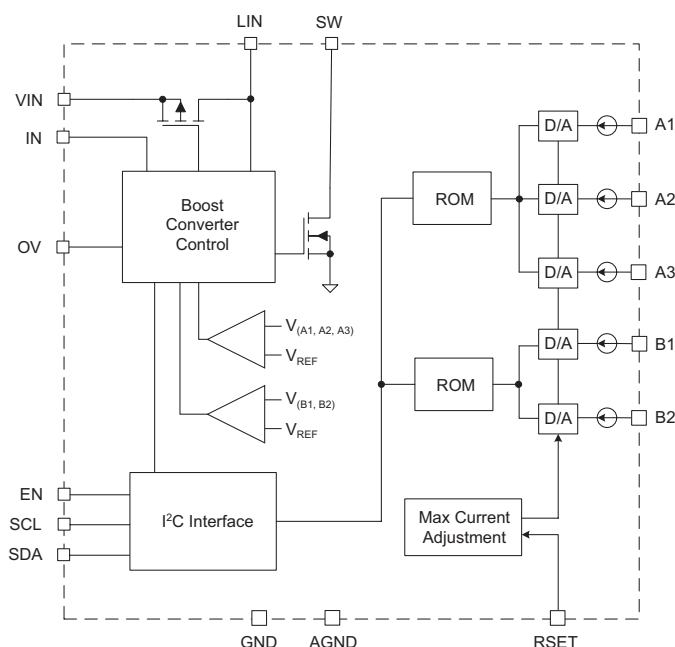 LIN
SW
VIN
IN
OV
Boost
Converter
Control
V(A1, A2, A3)
VREF
V(B1, B2)
VREF
EN
SCL
SDA
I²C Interface
ROM
ROM
D/A
A1
D/A
A2
D/A
A3
D/A
B1
D/A
B2
Max Current
Adjustment
GND
AGND
RSET